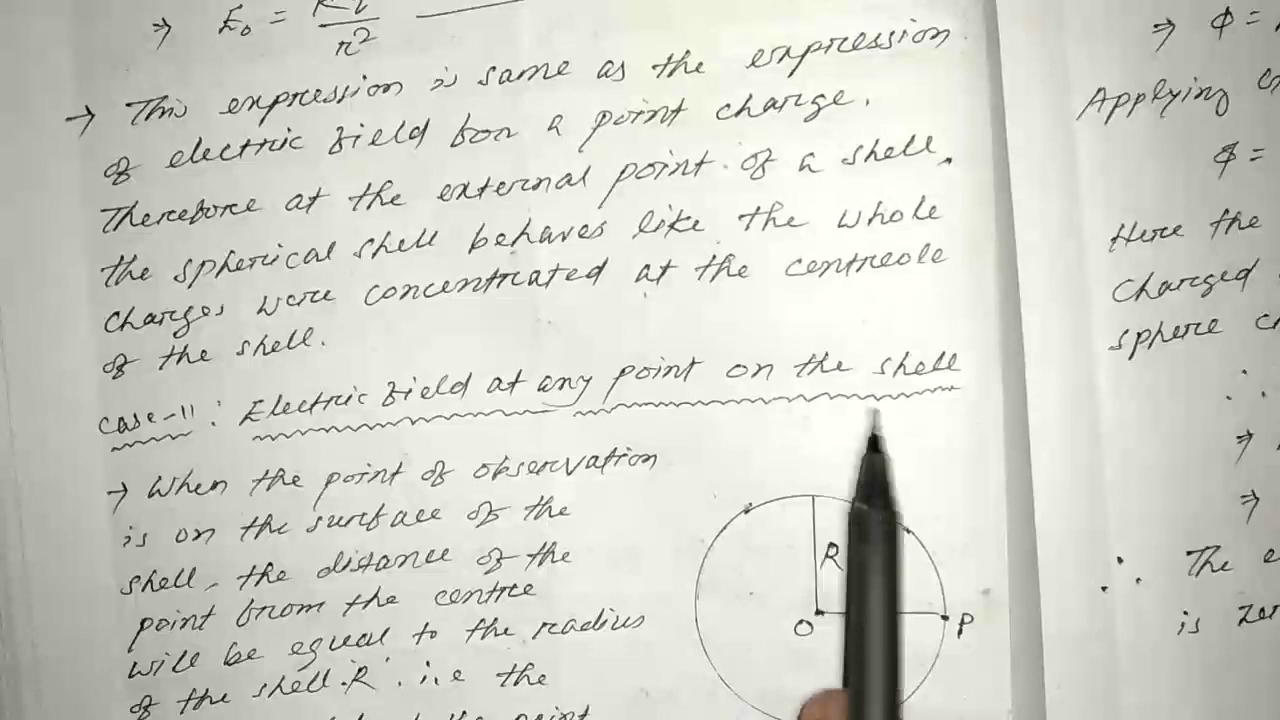 ⇒ E₀ = Kq/r²
→ This expression is same as the expression
of electric field for a point charge.
Therefore at the external point of a shell,
the spherical shell behaves like the whole
charges were concentrated at the centreole
of the shell.
Case-II : Electric field at any point on the shell
→ When the point of observation
is on the surface of the
shell, the distance of the
point from the centre
will be equal to the radius
of the shell 'R'. i.e the
R
O
P
⇒ φ =
Applying
φ =
Here the
Charged
sphere
∴
⇒
⇒
∴ The
is